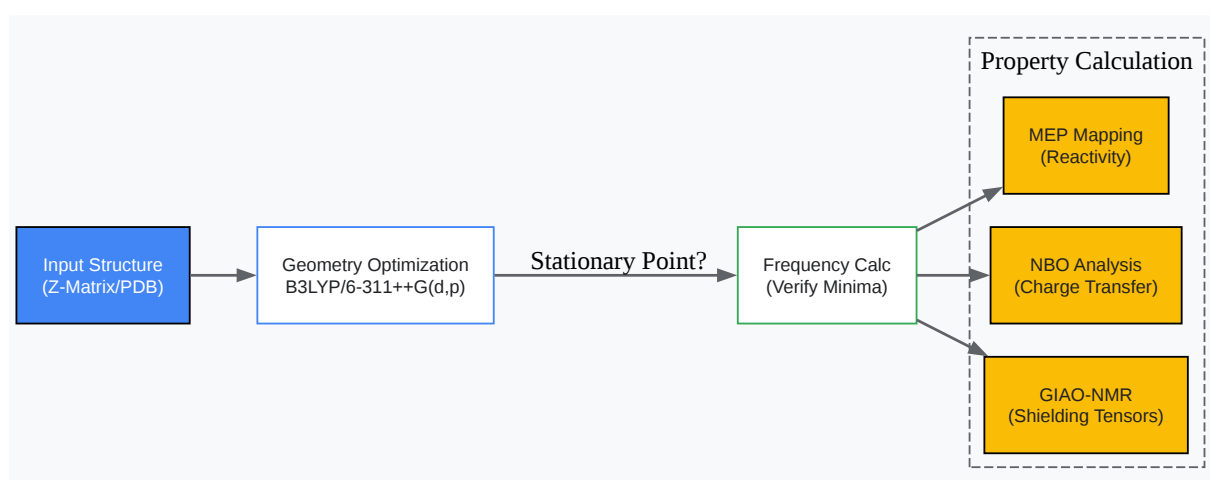 Property Calculation
MEP Mapping
(Reactivity)
Input Structure
(Z-Matrix/PDB)
Geometry Optimization
B3LYP/6-311++G(d,p)
Stationary Point?
Frequency Calc
(Verify Minima)
NBO Analysis
(Charge Transfer)
GIAO-NMR
(Shielding Tensors)